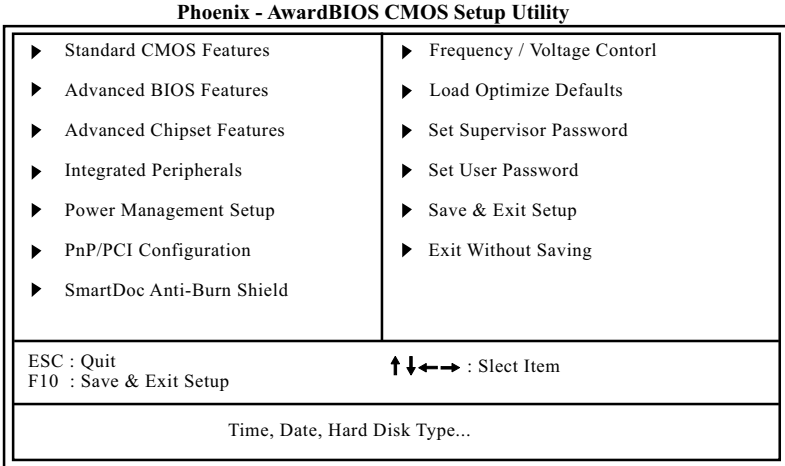 Phoenix - AwardBIOS CMOS Setup Utility
Standard CMOS Features
Advanced BIOS Features
Advanced Chipset Features
Integrated Peripherals
Power Management Setup
PnP/PCI Configuration
SmartDoc Anti-Burn Shield
Frequency / Voltage Contorl
Load Optimize Defaults
Set Supervisor Password
Set User Password
Save & Exit Setup
Exit Without Saving
ESC : Quit
F10 : Save & Exit Setup
↑↓←→ : Slect Item
Time, Date, Hard Disk Type...